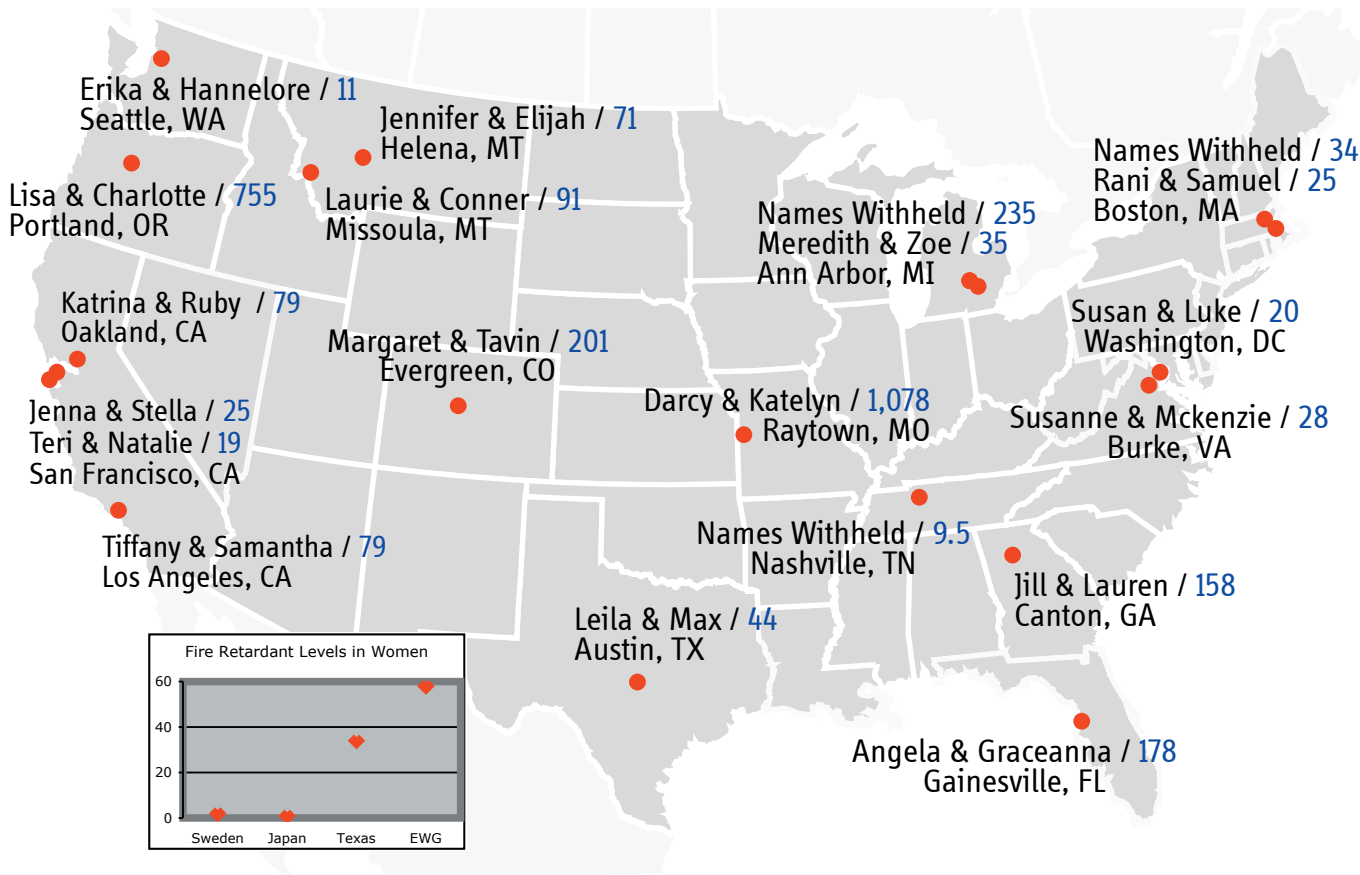 Erika & Hannelore / 11
Seattle, WA
Jennifer & Elijah / 71
Helena, MT
Lisa & Charlotte / 755
Portland, OR
Laurie & Conner / 91
Missoula, MT
Names Withheld / 235
Meredith & Zoe / 35
Ann Arbor, MI
Names Withheld / 34
Rani & Samuel / 25
Boston, MA
Katrina & Ruby / 79
Oakland, CA
Margaret & Tavin / 201
Evergreen, CO
Susan & Luke / 20
Washington, DC
Jenna & Stella / 25
Teri & Natalie / 19
San Francisco, CA
Darcy & Katelyn / 1,078
Raytown, MO
Susanne & Mckenzie / 28
Burke, VA
Tiffany & Samantha / 79
Los Angeles, CA
Names Withheld / 9.5
Nashville, TN
Jill & Lauren / 158
Canton, GA
Leila & Max / 44
Austin, TX
Angela & Graceanna / 178
Gainesville, FL
Fire Retardant Levels in Women
60
40
20
0
Sweden Japan Texas EWG